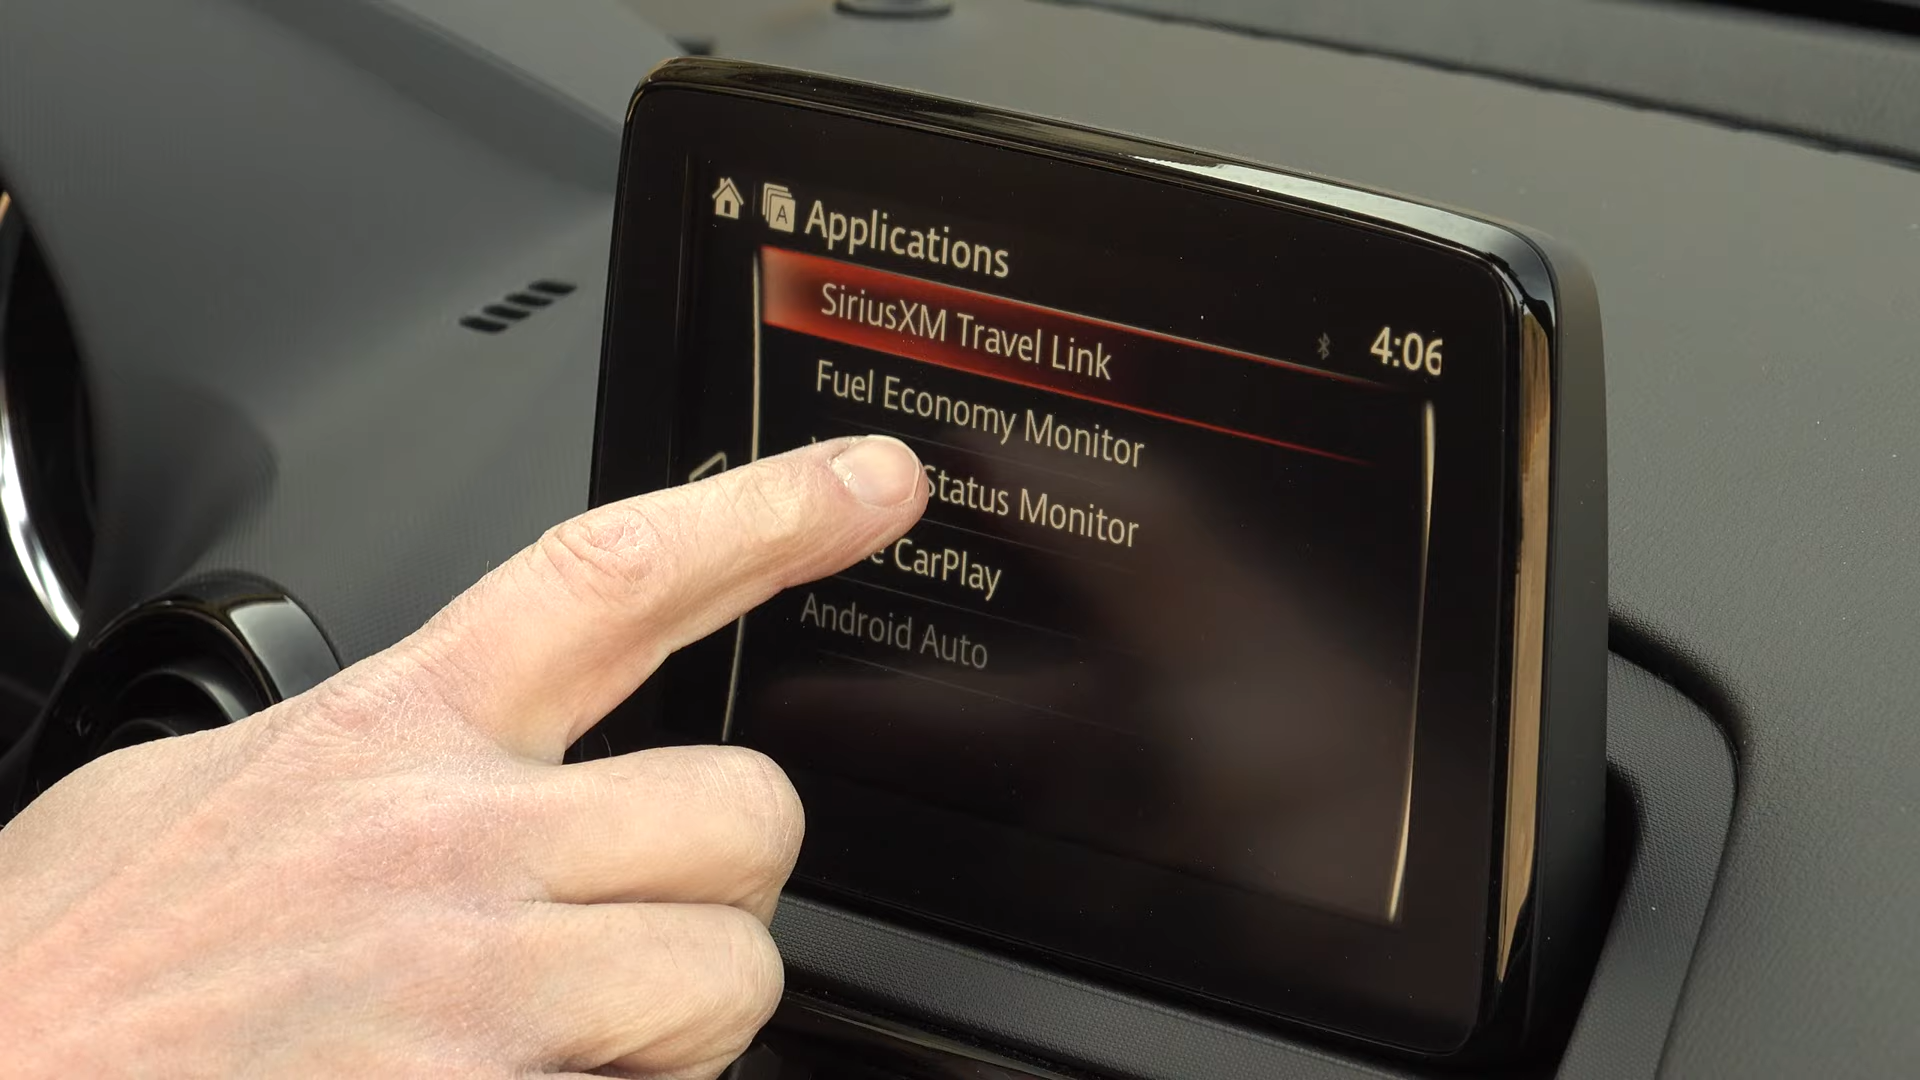 Applications
4:06
SiriusXM Travel Link
Fuel Economy Monitor
Status Monitor
CarPlay
Android Auto